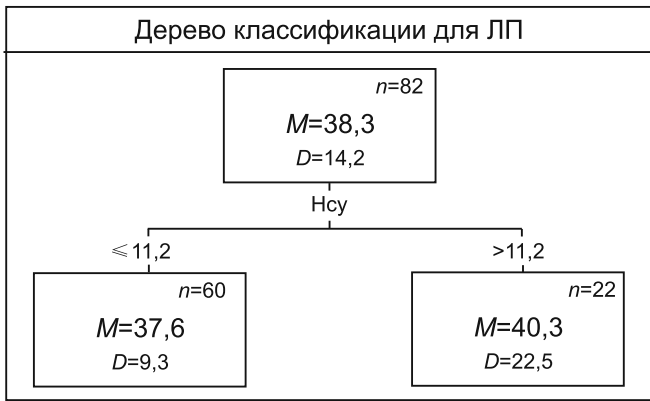 Дерево классификации для ЛП
n=82
M=38,3
D=14,2
Нсу
≤ 11,2
>11,2
n=60
M=37,6
D=9,3
n=22
M=40,3
D=22,5